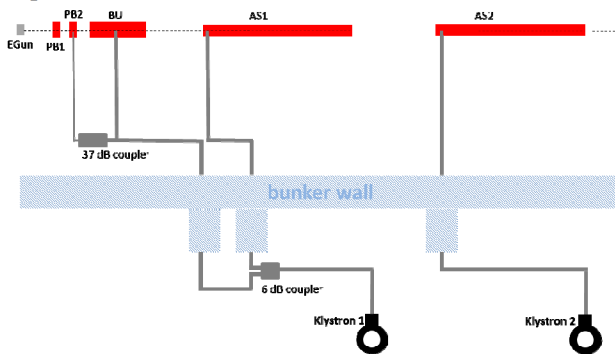 PB2 BU AS1 AS2
EGun PB1
37 dB coupler
bunker wall
6 dB coupler
Klystron 1 Klystron 2